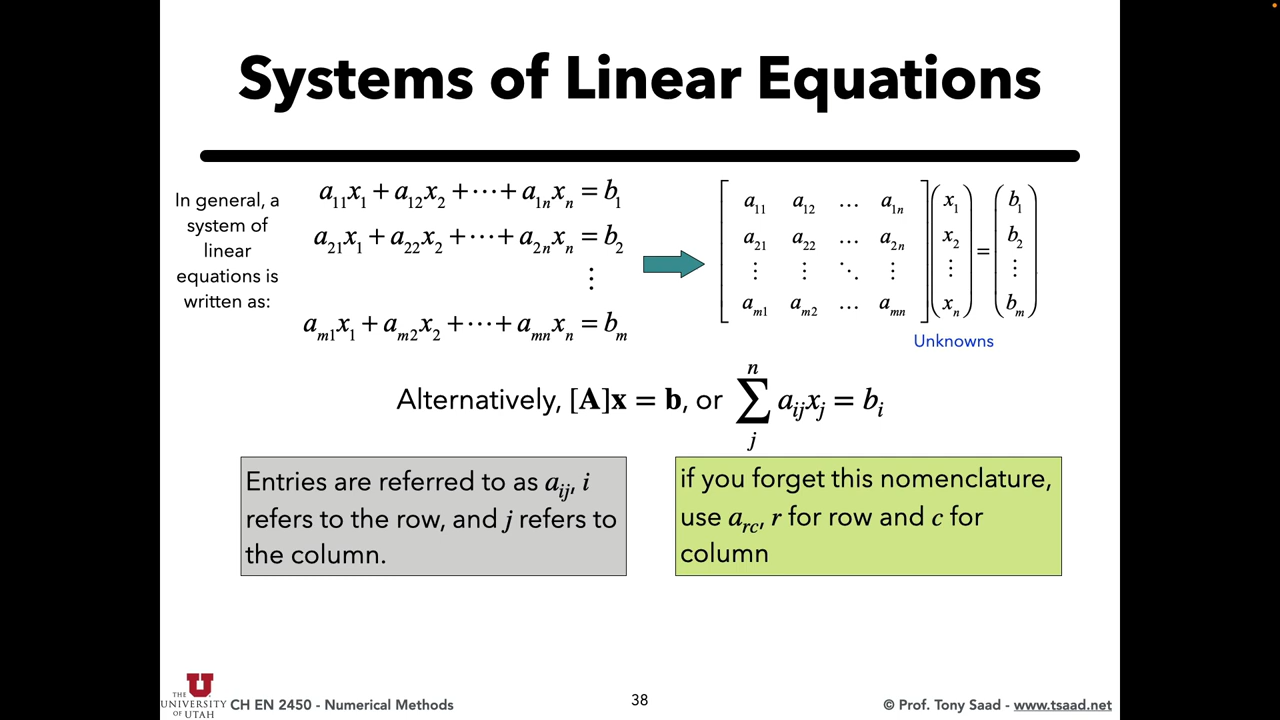 Systems of Linear Equations
In general, a
system of
linear
equations is
written as:
a₁₁x₁ + a₁₂x₂ + ⋯ + a₁ₙxₙ = b₁
a₂₁x₁ + a₂₂x₂ + ⋯ + a₂ₙxₙ = b₂
⋮
aₘ₁x₁ + aₘ₂x₂ + ⋯ + aₘₙxₙ = bₘ
[ a₁₁ a₁₂ … a₁ₙ ] ( x₁ ) = ( b₁ )
[ a₂₁ a₂₂ … a₂ₙ ] ( x₂ ) ( b₂ )
[ ⋮ ⋮ ⋱ ⋮ ] ( ⋮ ) ( ⋮ )
[ aₘ₁ aₘ₂ … aₘₙ ] ( xₙ ) ( bₘ )
Unknowns
Alternatively, [A]x = b, or ∑ⱼⁿ aᵢⱼxⱼ = bᵢ
Entries are referred to as aᵢⱼ, i
refers to the row, and j refers to
the column.
if you forget this nomenclature,
use a_rc, r for row and c for
column
THE
UNIVERSITY
OF UTAH
CH EN 2450 - Numerical Methods
38
© Prof. Tony Saad - www.tsaad.net